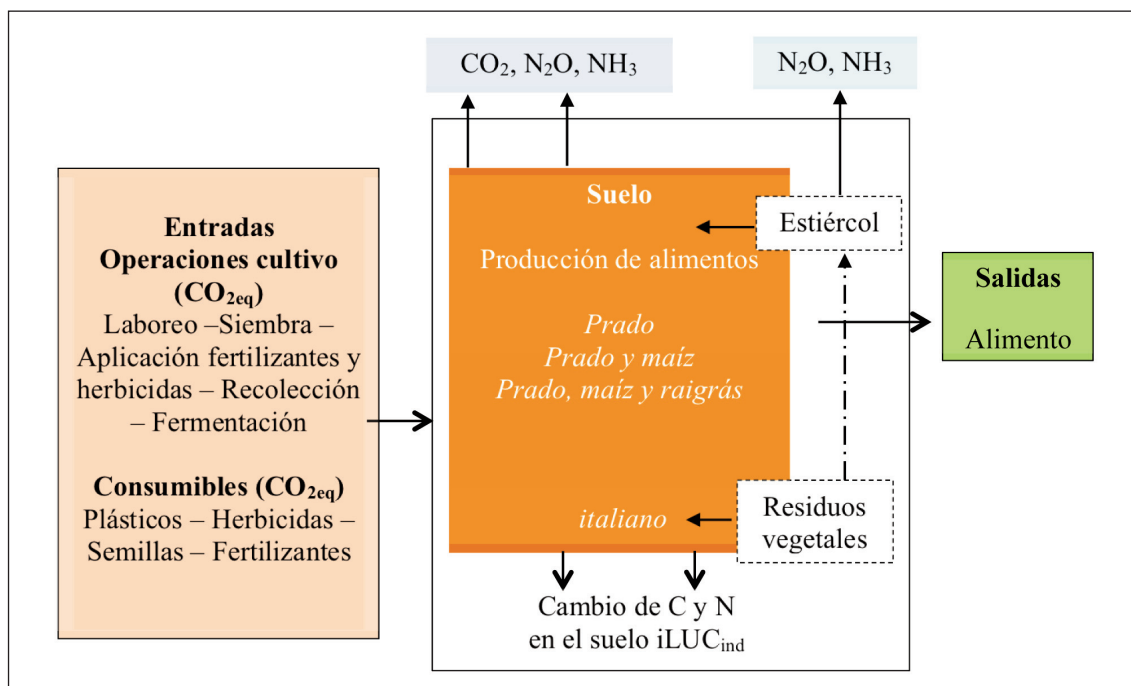 CO₂, N₂O, NH₃
N₂O, NH₃
Entradas
Operaciones cultivo
(CO₂eq)
Laboreo –Siembra –
Aplicación fertilizantes y
herbicidas – Recolección
– Fermentación
Consumibles (CO₂eq)
Plásticos – Herbicidas –
Semillas – Fertilizantes
Suelo
Producción de alimentos
Prado
Prado y maíz
Prado, maíz y raigrás
italiano
Estiércol
Residuos
vegetales
Cambio de C y N
en el suelo iLUCind
Salidas
Alimento